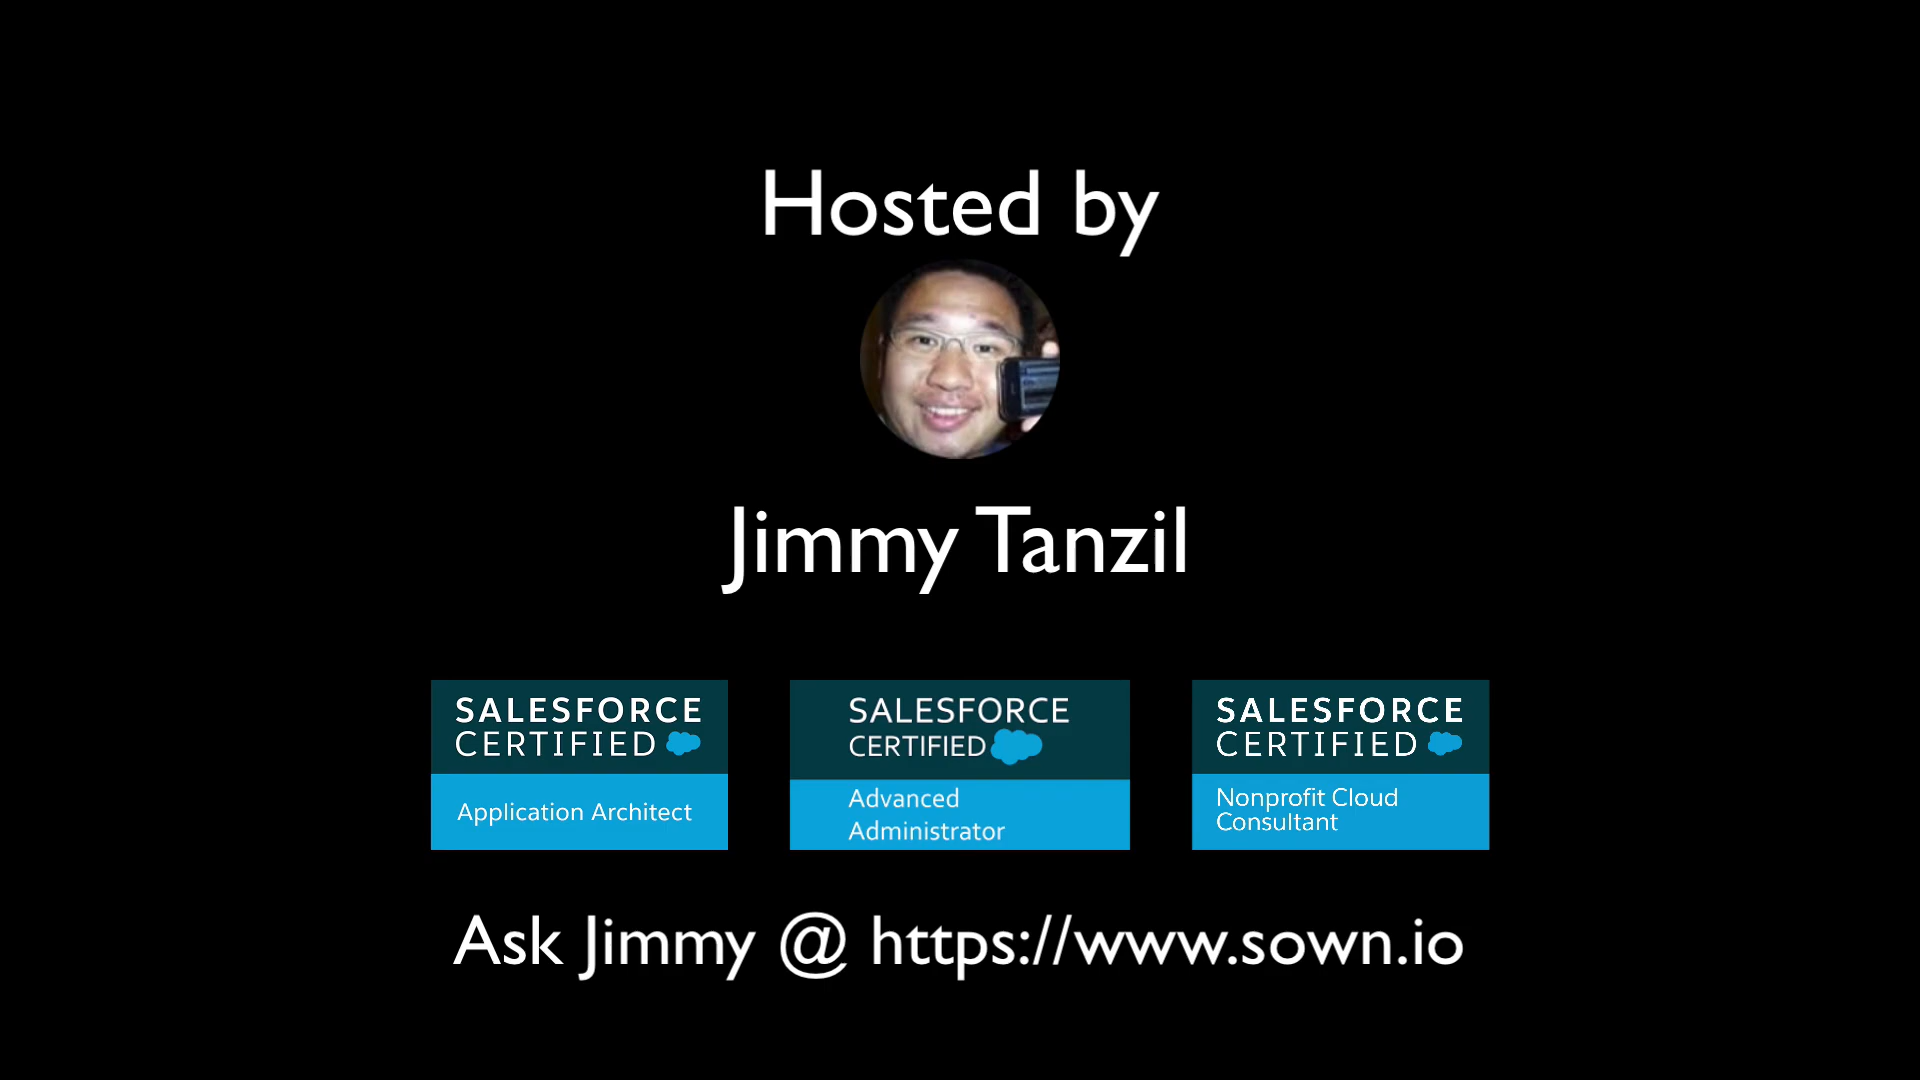 Hosted by
Jimmy Tanzil
SALESFORCE
CERTIFIED
Application Architect
SALESFORCE
CERTIFIED
Advanced
Administrator
SALESFORCE
CERTIFIED
Nonprofit Cloud
Consultant
Ask Jimmy @ https://www.sown.io